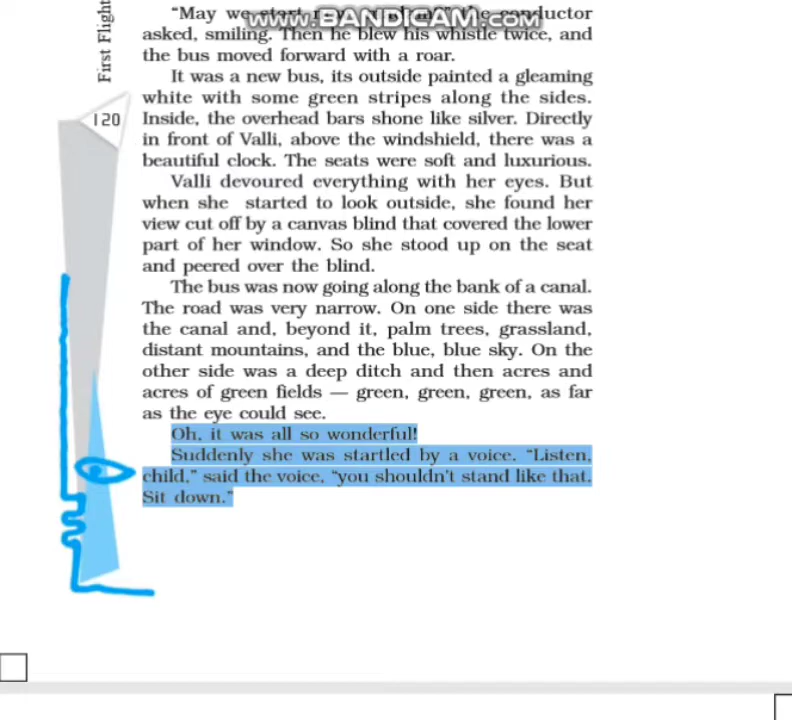 First Flight
"May we start now, madam?" the conductor
www.BANDICAM.com
asked, smiling. Then he blew his whistle twice, and
the bus moved forward with a roar.
It was a new bus, its outside painted a gleaming
white with some green stripes along the sides.
120
Inside, the overhead bars shone like silver. Directly
in front of Valli, above the windshield, there was a
beautiful clock. The seats were soft and luxurious.
Valli devoured everything with her eyes. But
when she started to look outside, she found her
view cut off by a canvas blind that covered the lower
part of her window. So she stood up on the seat
and peered over the blind.
The bus was now going along the bank of a canal.
The road was very narrow. On one side there was
the canal and, beyond it, palm trees, grassland,
distant mountains, and the blue, blue sky. On the
other side was a deep ditch and then acres and
acres of green fields — green, green, green, as far
as the eye could see.
Oh, it was all so wonderful!
Suddenly she was startled by a voice. "Listen,
child," said the voice, "you shouldn't stand like that.
Sit down."